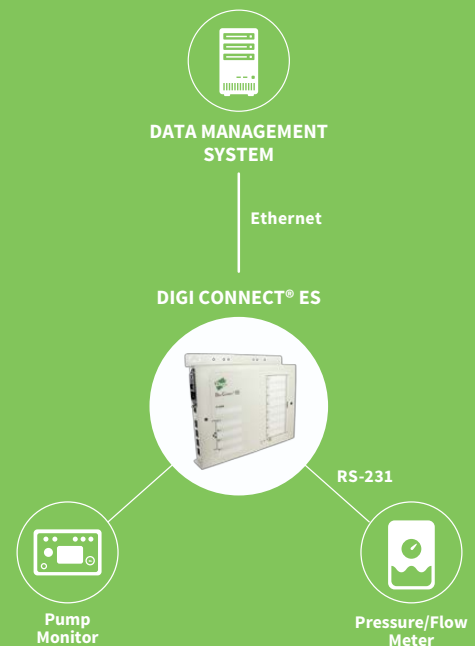 DATA MANAGEMENT
SYSTEM
Ethernet
DIGI CONNECT® ES
RS-231
Pump
Monitor
Pressure/Flow
Meter